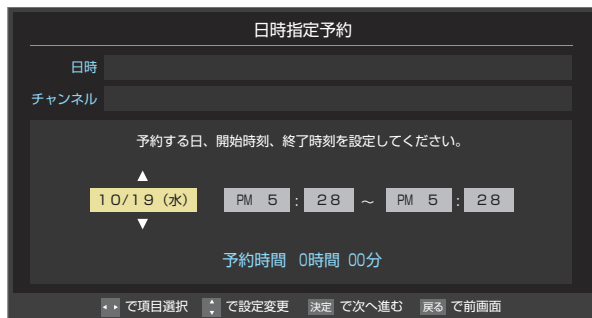 日時指定予約
日時
チャンネル
予約する日、開始時刻、終了時刻を設定してください。
▲
10/19（水） PM 5 : 28 ～ PM 5 : 28
▼
予約時間 0時間 00分
で項目選択 で設定変更 決定 で次へ進む 戻る で前画面